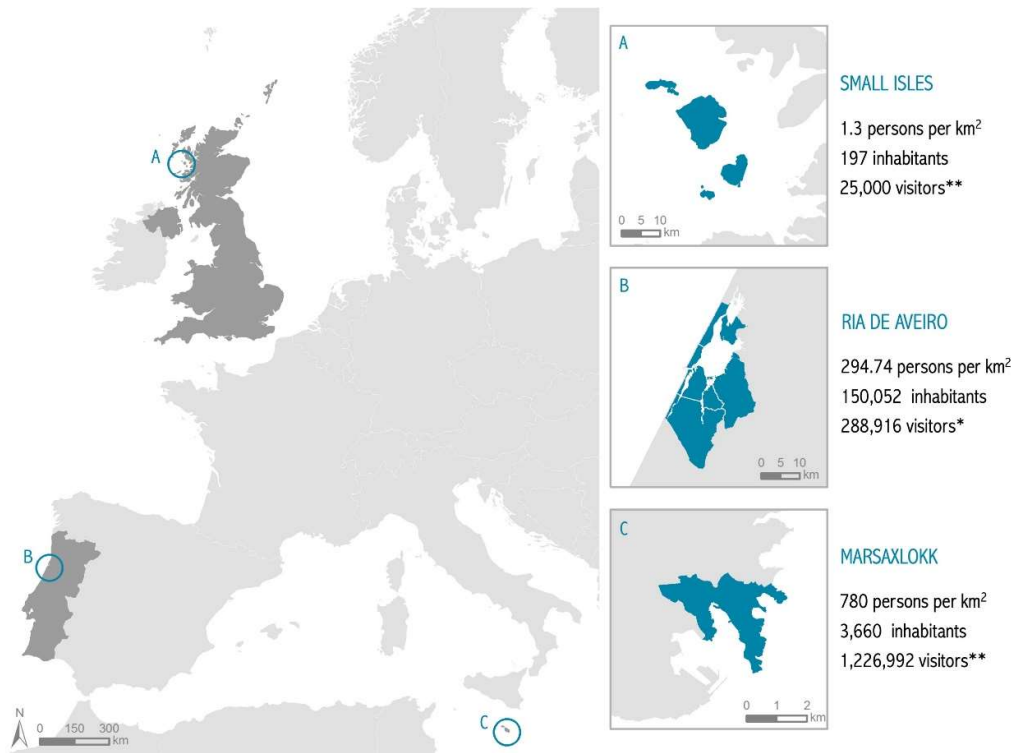 A
B
C
N
0 150 300
km
A
0 5 10
km
SMALL ISLES
1.3 persons per km²
197 inhabitants
25,000 visitors**
B
0 5 10
km
RIA DE AVEIRO
294.74 persons per km²
150,052 inhabitants
288,916 visitors*
C
0 1 2
km
MARSAXLOKK
780 persons per km²
3,660 inhabitants
1,226,992 visitors**